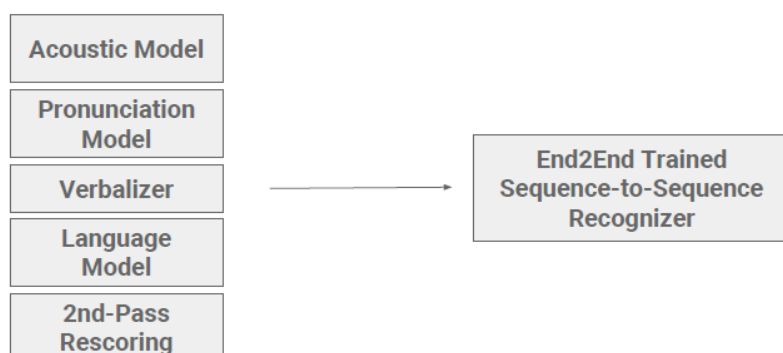 Acoustic Model
Pronunciation
Model
Verbalizer
Language
Model
2nd-Pass
Rescoring
End2End Trained
Sequence-to-Sequence
Recognizer